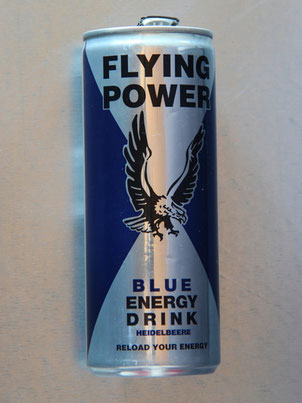 FLYING
POWER
BLUE
ENERGY
DRINK
HEIDELBEERE
RELOAD YOUR ENERGY